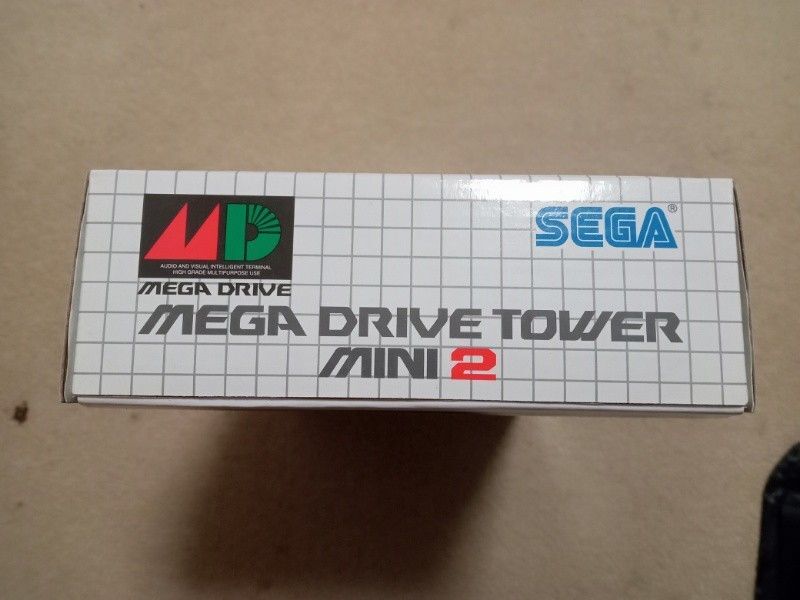 MD
SEGA®
AUDIO AND VISUAL INTELLIGENT TERMINAL
HIGH GRADE MULTIPURPOSE USE
MEGA DRIVE
MEGA DRIVE TOWER
MINI 2